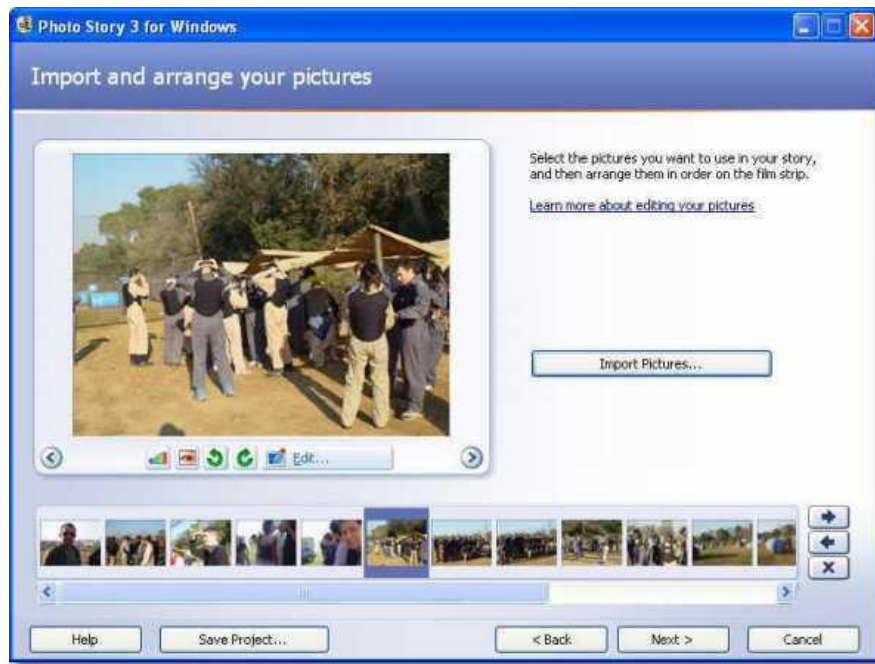 Photo Story 3 for Windows
Import and arrange your pictures
Select the pictures you want to use in your story,
and then arrange them in order on the film strip.
Learn more about editing your pictures
Import Pictures...
Edit...
Help
Save Project...
< Back
Next >
Cancel